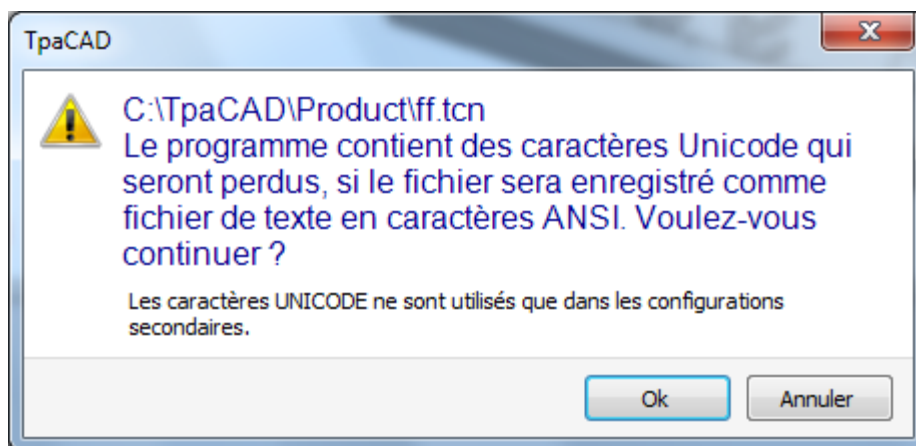 TpaCAD
C:\TpaCAD\Product\ff.tcn
Le programme contient des caractères Unicode qui
seront perdus, si le fichier sera enregistré comme
fichier de texte en caractères ANSI. Voulez-vous
continuer ?
Les caractères UNICODE ne sont utilisés que dans les configurations
secondaires.
Ok
Annuler